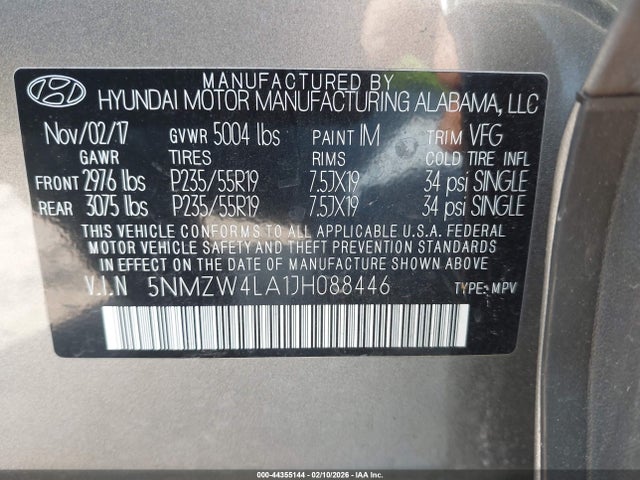 MANUFACTURED BY
HYUNDAI MOTOR MANUFACTURING ALABAMA, LLC
Nov/02/17 GVWR 5004 lbs PAINT IM TRIM VFG
GAWR TIRES RIMS COLD TIRE INFL
FRONT 2976 lbs P235/55R19 7.5JX19 34 psi SINGLE
REAR 3075 lbs P235/55R19 7.5JX19 34 psi SINGLE
THIS VEHICLE CONFORMS TO ALL U.S.A. FEDERAL
MOTOR VEHICLE SAFETY AND THEFT PREVENTION STANDARDS
IN EFFECT ON THE DATE OF MANUFACTURE SHOWN ABOVE.
V.I.N 5NMZW4LA1JH088446 TYPE: MPV
000-44355144 - 02/10/2026 - IAA Inc.